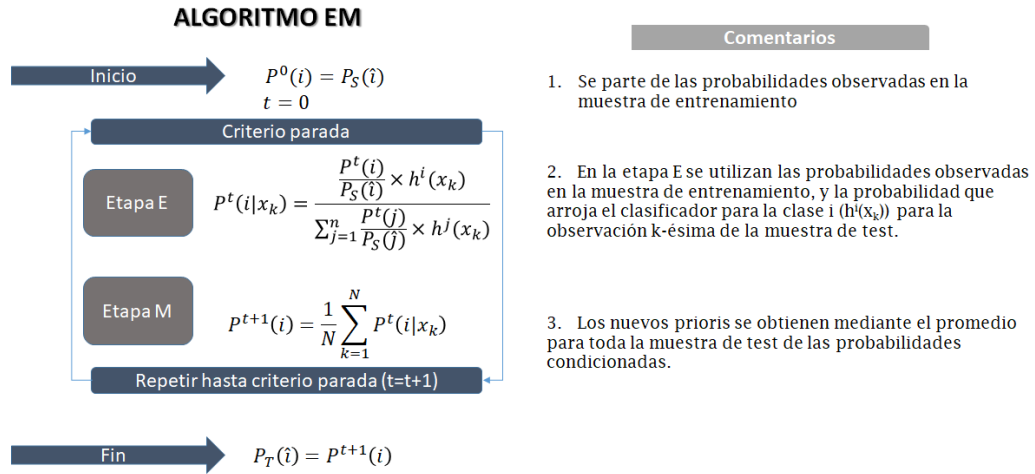 ALGORITMO EM
Comentarios
Inicio
P⁰(i) = P_S(î)
t = 0
1. Se parte de las probabilidades observadas en la
muestra de entrenamiento
Criterio parada
Etapa E
P^t(i|x_k) = (P^t(i)/P_S(î) × h^i(x_k)) / (∑_{j=1}^{n} P^t(j)/P_S(ĵ) × h^j(x_k))
2. En la etapa E se utilizan las probabilidades observadas
en la muestra de entrenamiento, y la probabilidad que
arroja el clasificador para la clase i (hⁱ(x_k)) para la
observación k-ésima de la muestra de test.
Etapa M
P^{t+1}(i) = 1/N ∑_{k=1}^{N} P^t(i|x_k)
3. Los nuevos prioris se obtienen mediante el promedio
para toda la muestra de test de las probabilidades
condicionadas.
Repetir hasta criterio parada (t=t+1)
Fin
P_T(î) = P^{t+1}(i)